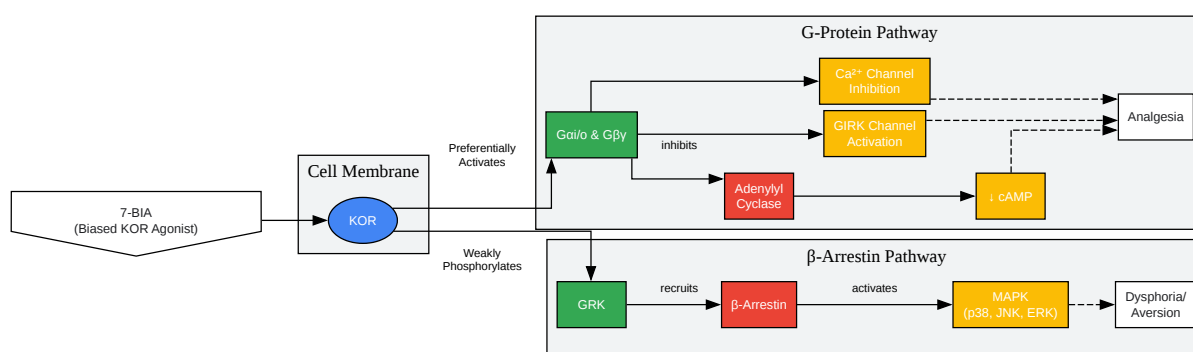 G-Protein Pathway
Ca²⁺ Channel
Inhibition
Gαi/o & Gβγ
inhibits
GIRK Channel
Activation
Analgesia
Preferentially
Activates
Cell Membrane
Adenylyl
Cyclase
↓ cAMP
7-BIA
(Biased KOR Agonist)
KOR
Weakly
Phosphorylates
β-Arrestin Pathway
GRK
recruits
β-Arrestin
activates
MAPK
(p38, JNK, ERK)
Dysphoria/
Aversion